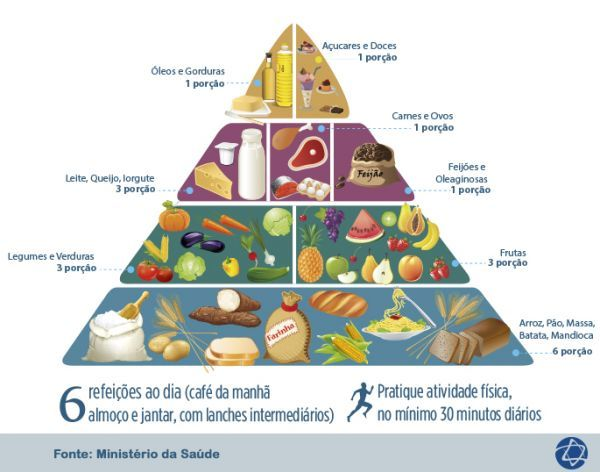 Açucares e Doces
1 porção
Óleos e Gorduras
1 porção
Carnes e Ovos
1 porção
Leite, Queijo, Iorgute
3 porção
Feijão
Feijões e
Oleaginosas
1 porção
Legumes e Verduras
3 porção
Frutas
3 porção
Farinha
Arroz, Pão, Massa,
Batata, Mandioca
6 porção
6 refeições ao dia (café da manhã
almoço e jantar, com lanches intermediários)
Pratique atividade física,
no mínimo 30 minutos diários
Fonte: Ministério da Saúde